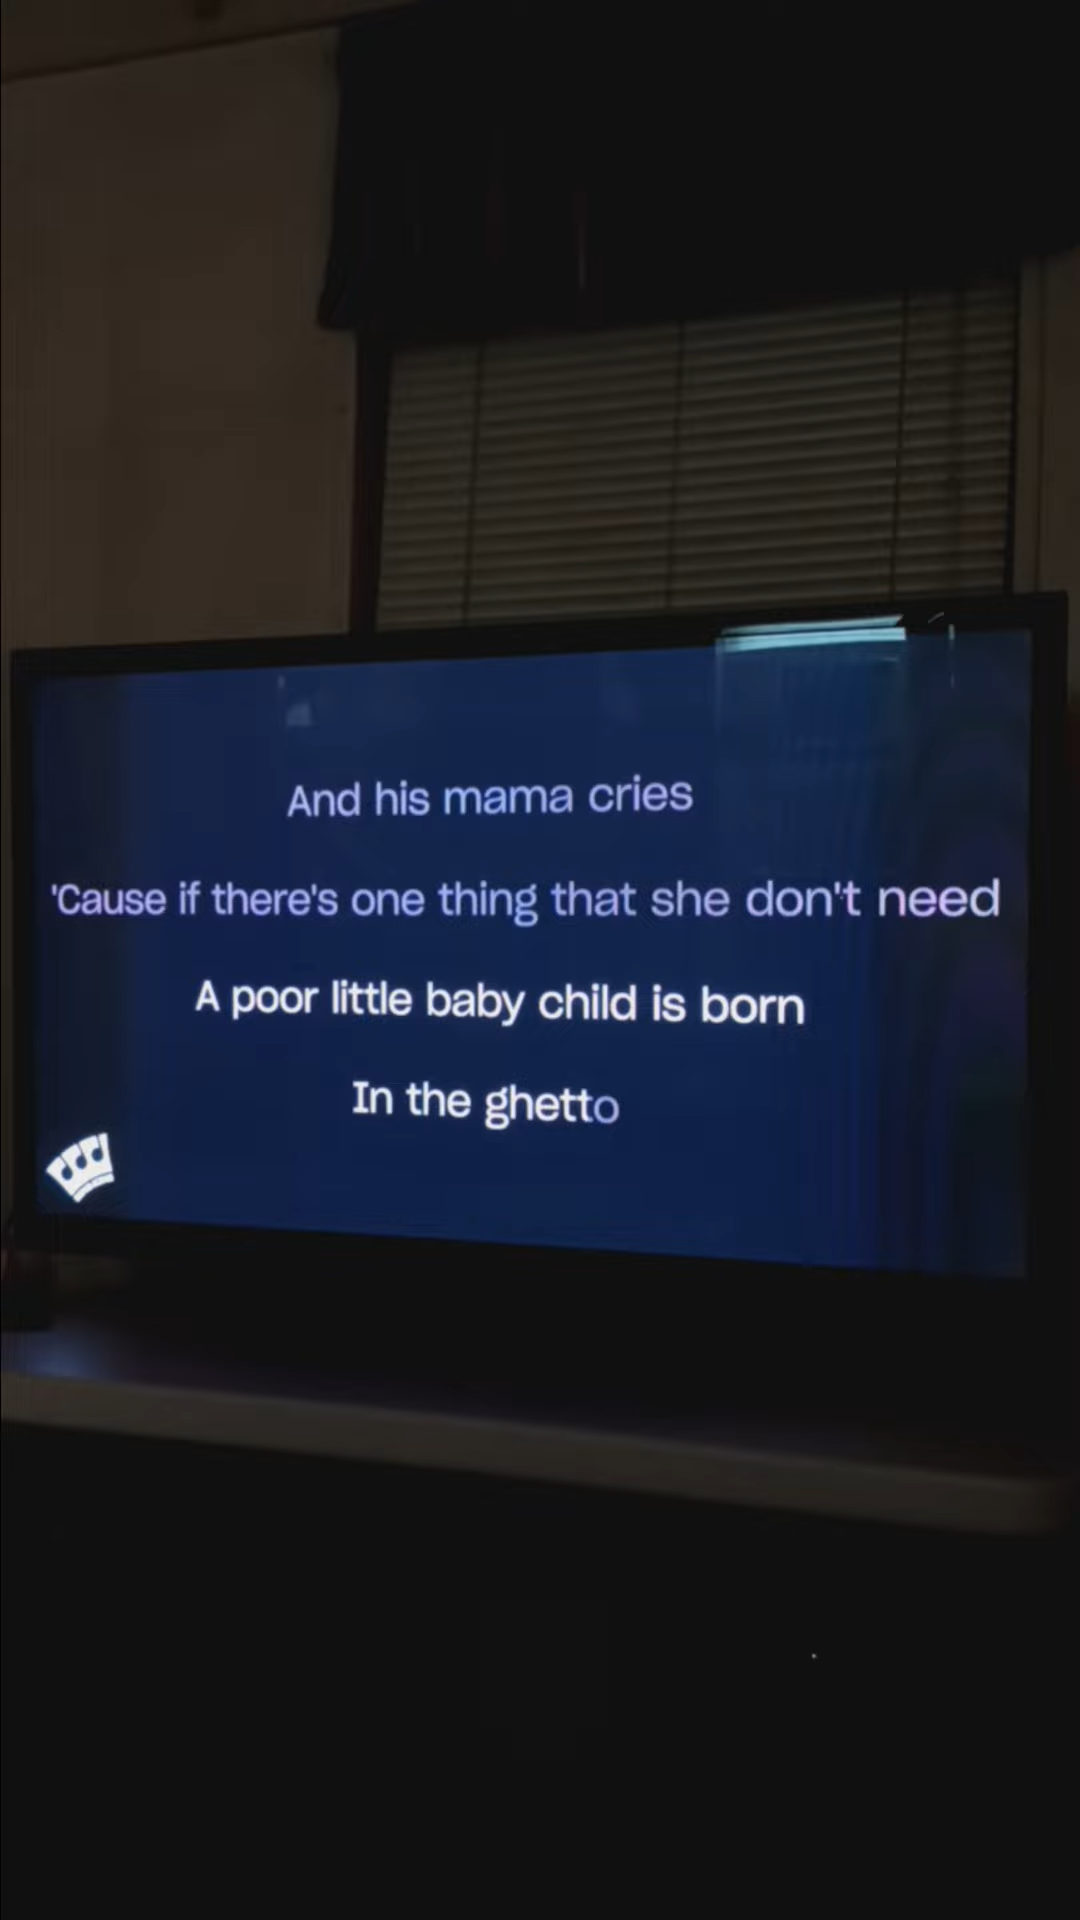 And his mama cries
'Cause if there's one thing that she don't need
A poor little baby child is born
In the ghetto